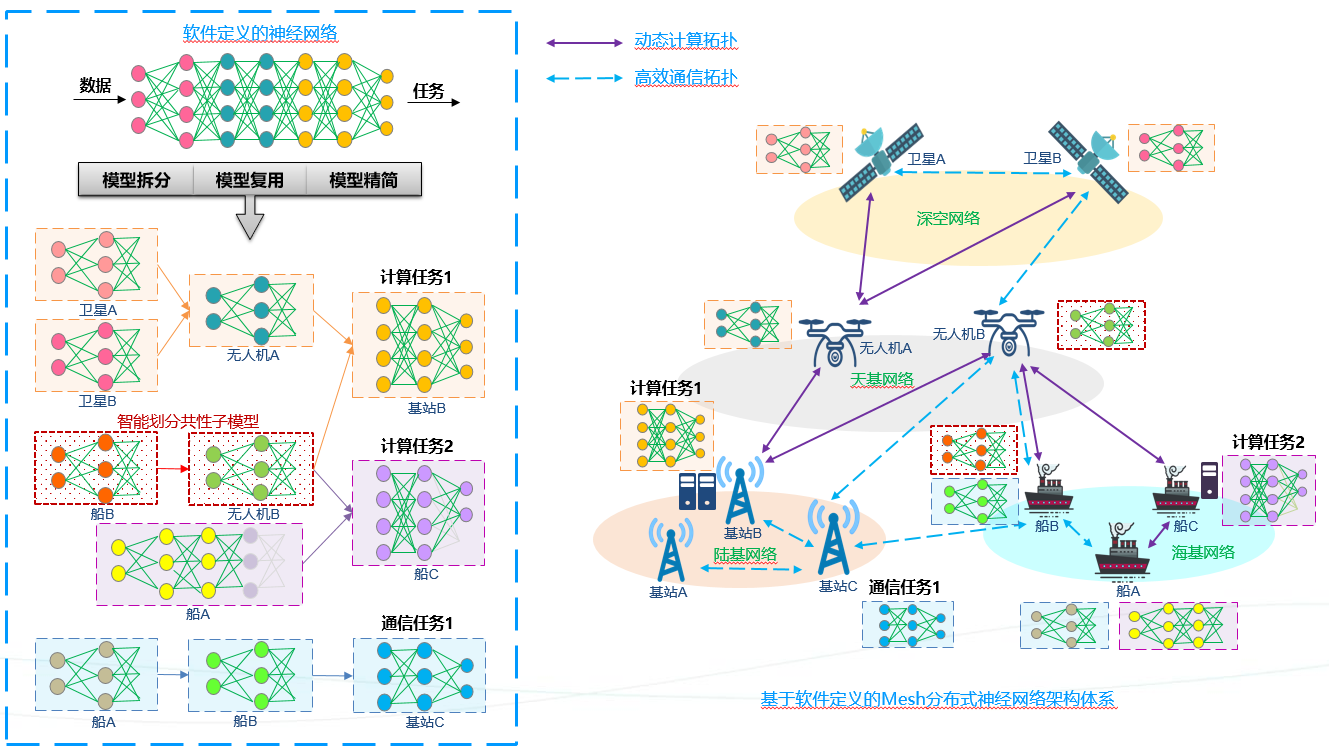 软件定义的神经网络
数据
任务
模型拆分
模型复用
模型精简
卫星A
卫星B
无人机A
计算任务1
基站B
智能划分共性子模型
船B
无人机B
计算任务2
船C
船A
通信任务1
船A
船B
基站C
动态计算拓扑
高效通信拓扑
卫星A
卫星B
深空网络
无人机A
无人机B
天基网络
计算任务1
计算任务2
基站B
船B
船C
陆基网络
海基网络
基站A
基站C
船A
通信任务1
基于软件定义的Mesh分布式神经网络架构体系